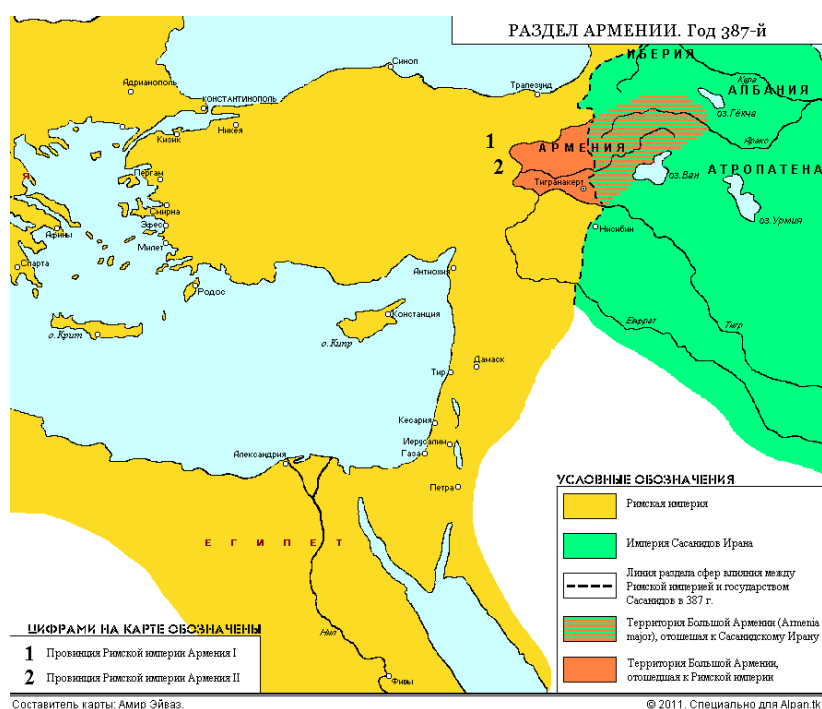 РАЗДЕЛ АРМЕНИИ. Год 387-й
ИБЕРИЯ
Синоп
Кура
Адрианополь
Трапезунд
АЛБАНИЯ
КОНСТАНТИНОПОЛЬ
оз.Гёкча
Никея
Кизик
1
АРМЕНИЯ
Аракс
2
АТРОПАТЕНА
Я
Перган
оз.Ван
Тигранакерт
Смирна
Эфес
оз.Урмия
Афины
Нисибин
Милет
Спарта
Антиохия
Родос
Константия
Евфрат
Тигр
о.Крит
о.Кипр
Дамаск
Тир
Кесария
Иерусалим
Александрия
Газа
Петра
ЕГИПЕТ
Нил
Фивы
УСЛОВНЫЕ ОБОЗНАЧЕНИЯ
Римская империя
Империя Сасанидов Ирана
Линия раздела сфер влияния между
Римской империей и государством
Сасанидов в 387 г.
Территория Большой Армении (Armenia
major), отошешая к Сасанидскому Ирану
Территория Большой Армении,
отошедшая к Римской империи
ЦИФРАМИ НА КАРТЕ ОБОЗНАЧЕНЫ
1 Провинция Римской империи Армения I
2 Провинция Римской империи Армения II
Составитель карты: Амир Эйваз.
© 2011. Специально для Alpan.tk